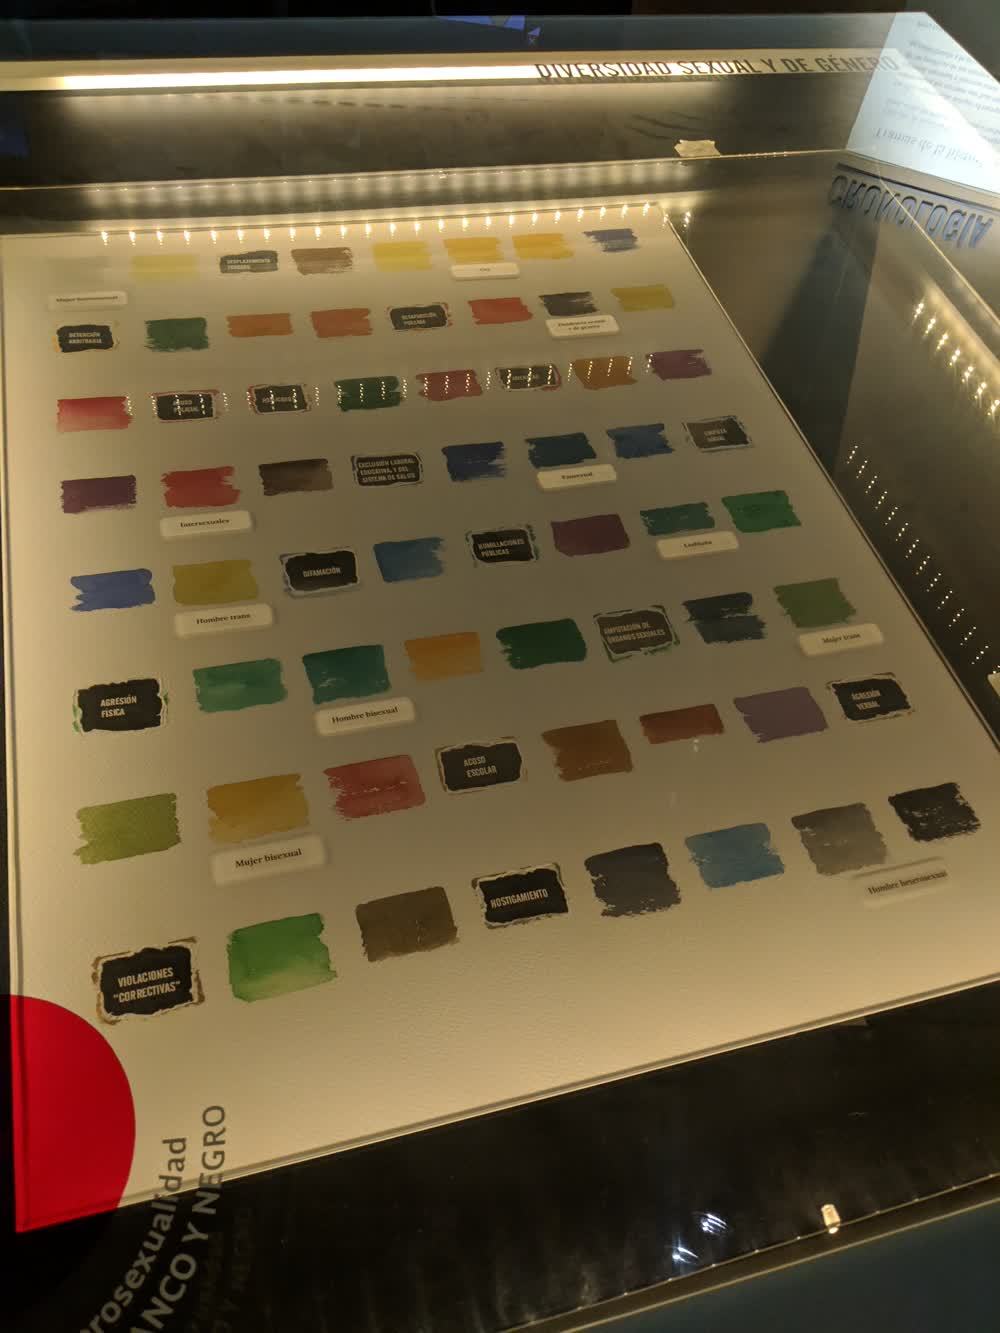 DIVERSIDAD SEXUAL Y DE GÉNERO
CRONOLOGÍA
DESPLAZAMIENTO
FORZADO
Mujer heterosexual
Gay
DETENCIÓN
ARBITRARIA
DESAPARICIÓN
FORZADA
Disidencia sexual
y de género
ACOSO
POLICIAL
EXCLUSIÓN LABORAL
EDUCATIVA, Y DEL
SISTEMA DE SALUD
LIMPIEZA
SOCIAL
Intersexuales
Pansexual
DIFAMACIÓN
HUMILLACIONES
PÚBLICAS
Hombre trans
Lesbiana
AGRESIÓN
FÍSICA
AMPUTACIÓN DE
ÓRGANOS SEXUALES
Hombre bisexual
Mujer trans
ACOSO
ESCOLAR
AGRESIÓN
VERBAL
Mujer bisexual
VIOLACIONES
"CORRECTIVAS"
HOSTIGAMIENTO
Hombre heterosexual
rosexualidad
ANCO Y NEGRO